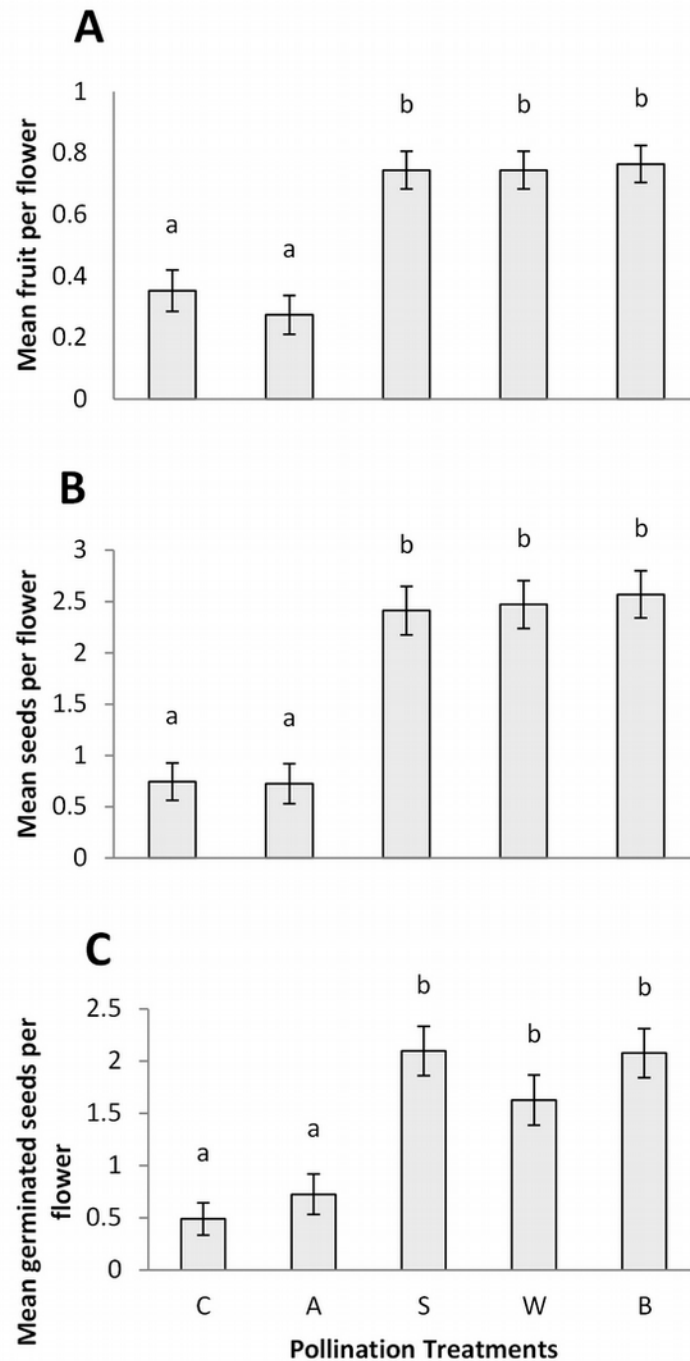 A
Mean fruit per flower
1
0.8
0.6
0.4
0.2
0
a
a
b
b
b
B
Mean seeds per flower
3
2.5
2
1.5
1
0.5
0
a
a
b
b
b
C
Mean germinated seeds per
flower
2.5
2
1.5
1
0.5
0
a
a
b
b
b
C A S W B
Pollination Treatments